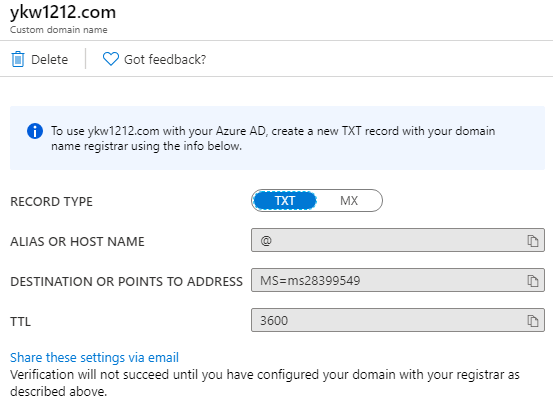 ykw1212.com
Custom domain name
Delete
Got feedback?
To use ykw1212.com with your Azure AD, create a new TXT record with your domain
name registrar using the info below.
RECORD TYPE
TXT
MX
ALIAS OR HOST NAME
@
DESTINATION OR POINTS TO ADDRESS
MS=ms28399549
TTL
3600
Share these settings via email
Verification will not succeed until you have configured your domain with your registrar as
described above.